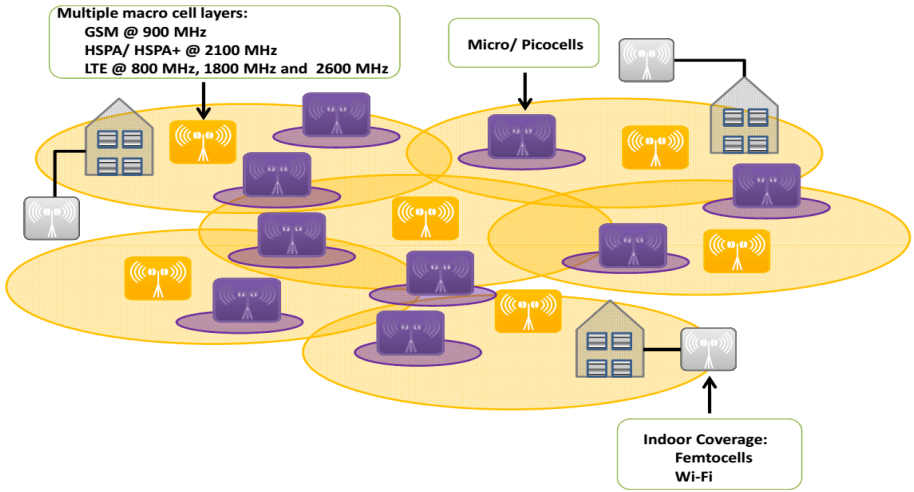 Multiple macro cell layers:
GSM @ 900 MHz
HSPA/ HSPA+ @ 2100 MHz
LTE @ 800 MHz, 1800 MHz and 2600 MHz
Micro/ Picocells
Indoor Coverage:
Femtocells
Wi-Fi